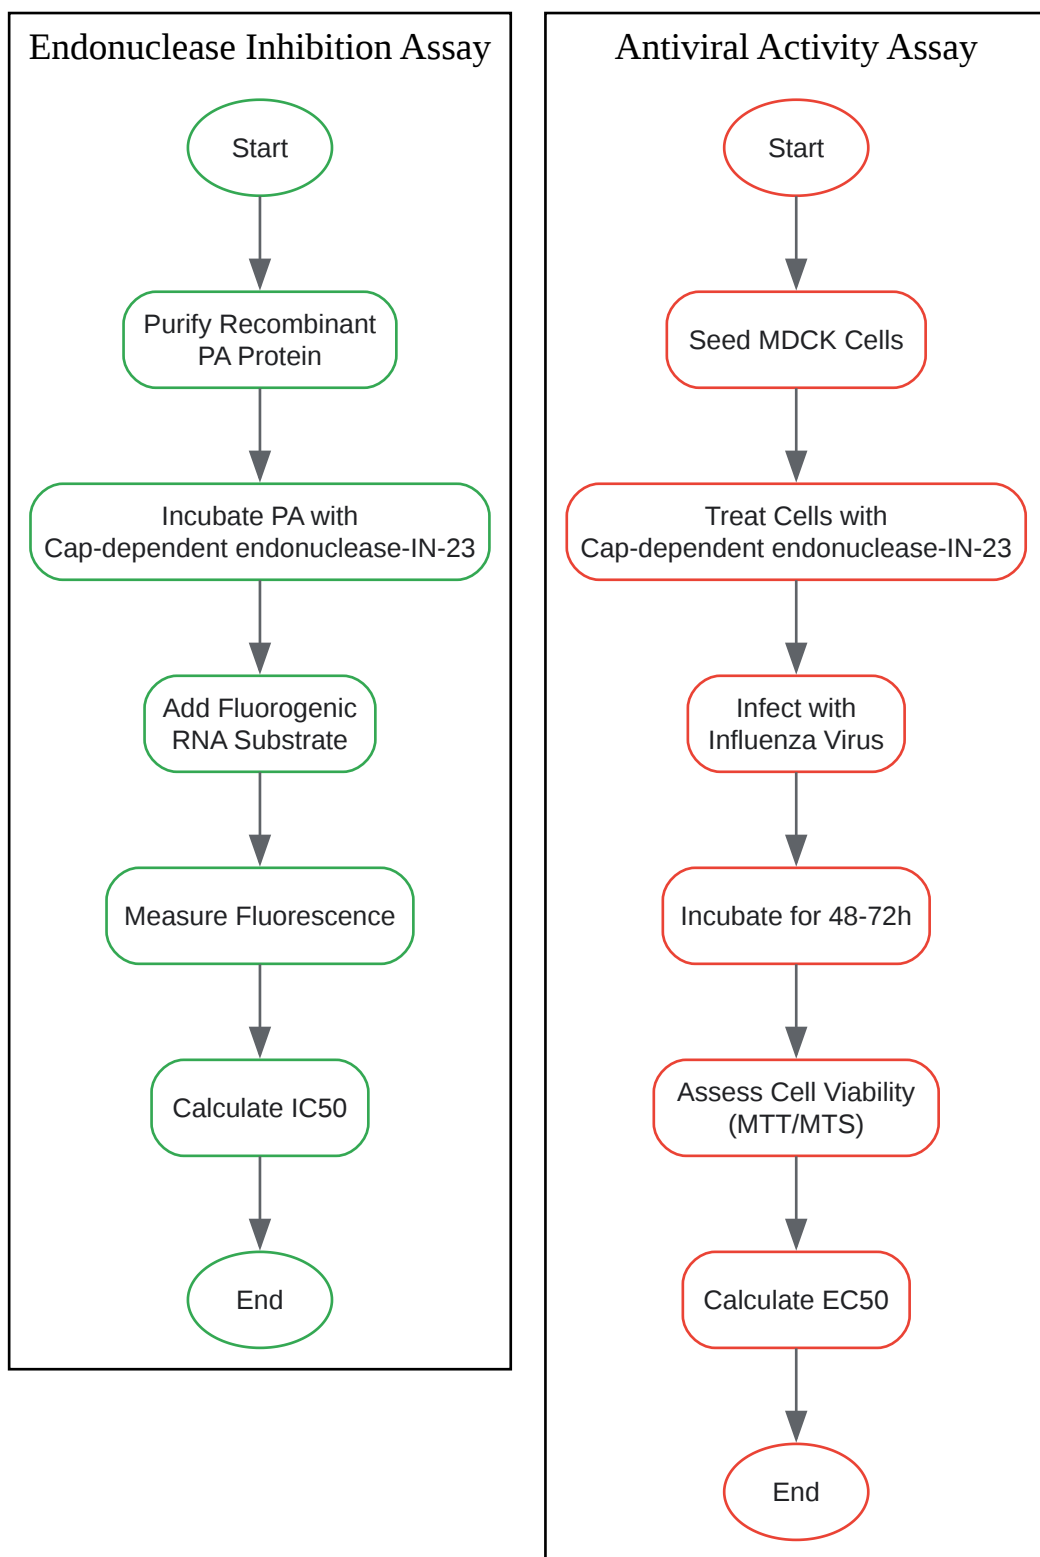 Endonuclease Inhibition Assay
Start
Purify Recombinant
PA Protein
Incubate PA with
Cap-dependent endonuclease-IN-23
Add Fluorogenic
RNA Substrate
Measure Fluorescence
Calculate IC50
End
Antiviral Activity Assay
Start
Seed MDCK Cells
Treat Cells with
Cap-dependent endonuclease-IN-23
Infect with
Influenza Virus
Incubate for 48-72h
Assess Cell Viability
(MTT/MTS)
Calculate EC50
End